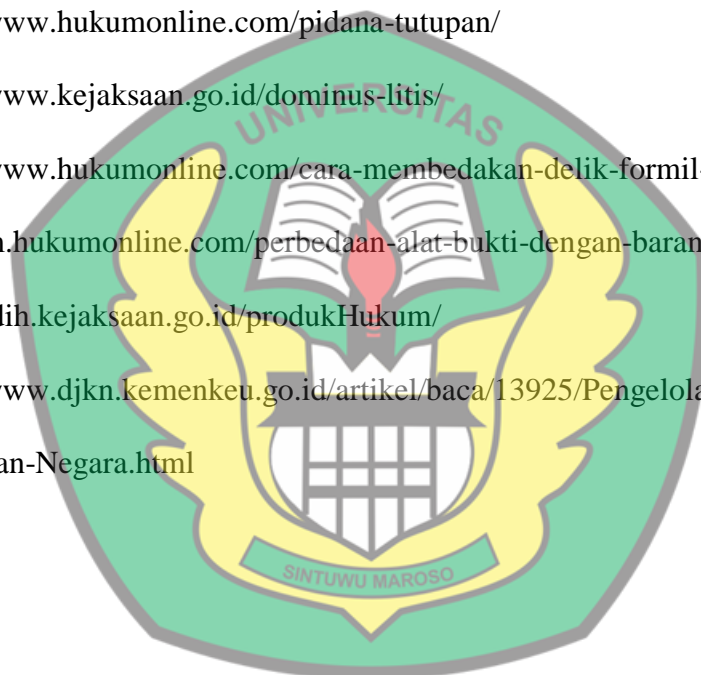 www.hukumonline.com/pidana-tutupan/
www.kejaksaan.go.id/dominus-litis/
UNIVERSITAS
www.hukumonline.com/cara-membedakan-delik-formil-
n.hukumonline.com/perbedaan-alat-bukti-dengan-baran
dih.kejaksaan.go.id/produkHukum/
www.djkn.kemenkeu.go.id/artikel/baca/13925/Pengelola
an-Negara.html
SINTUWU MAROSO